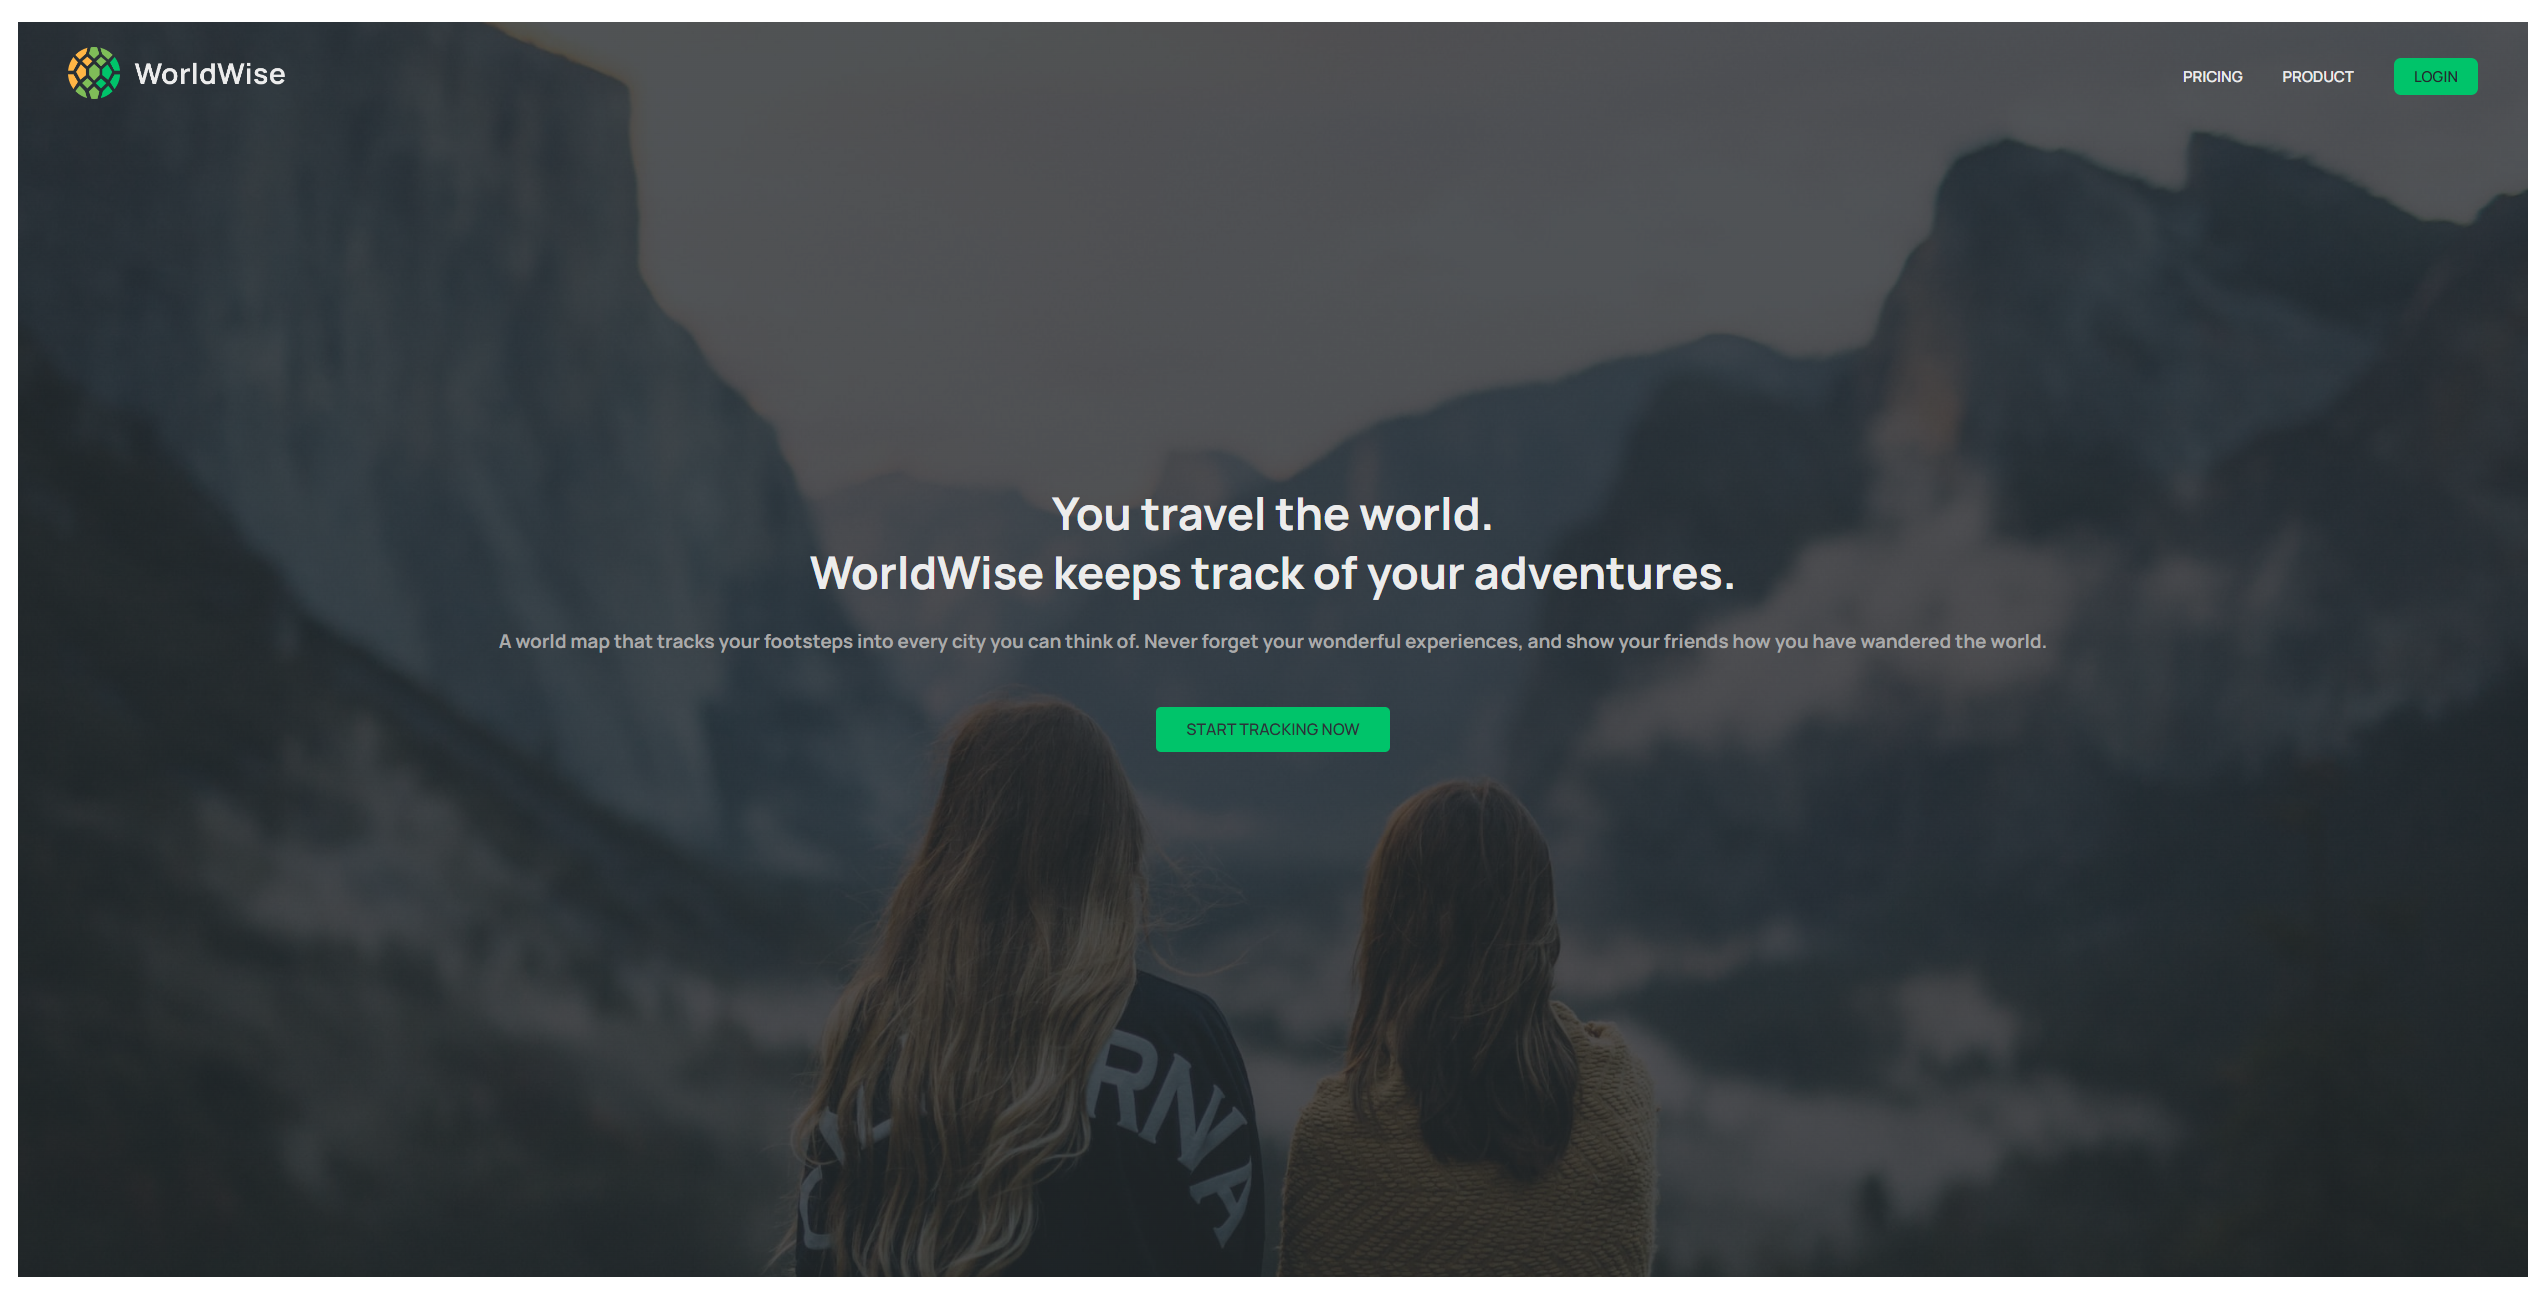 WorldWise
PRICING
PRODUCT
LOGIN
You travel the world.
WorldWise keeps track of your adventures.
A world map that tracks your footsteps into every city you can think of. Never forget your wonderful experiences, and show your friends how you have wandered the world.
START TRACKING NOW
RNIA